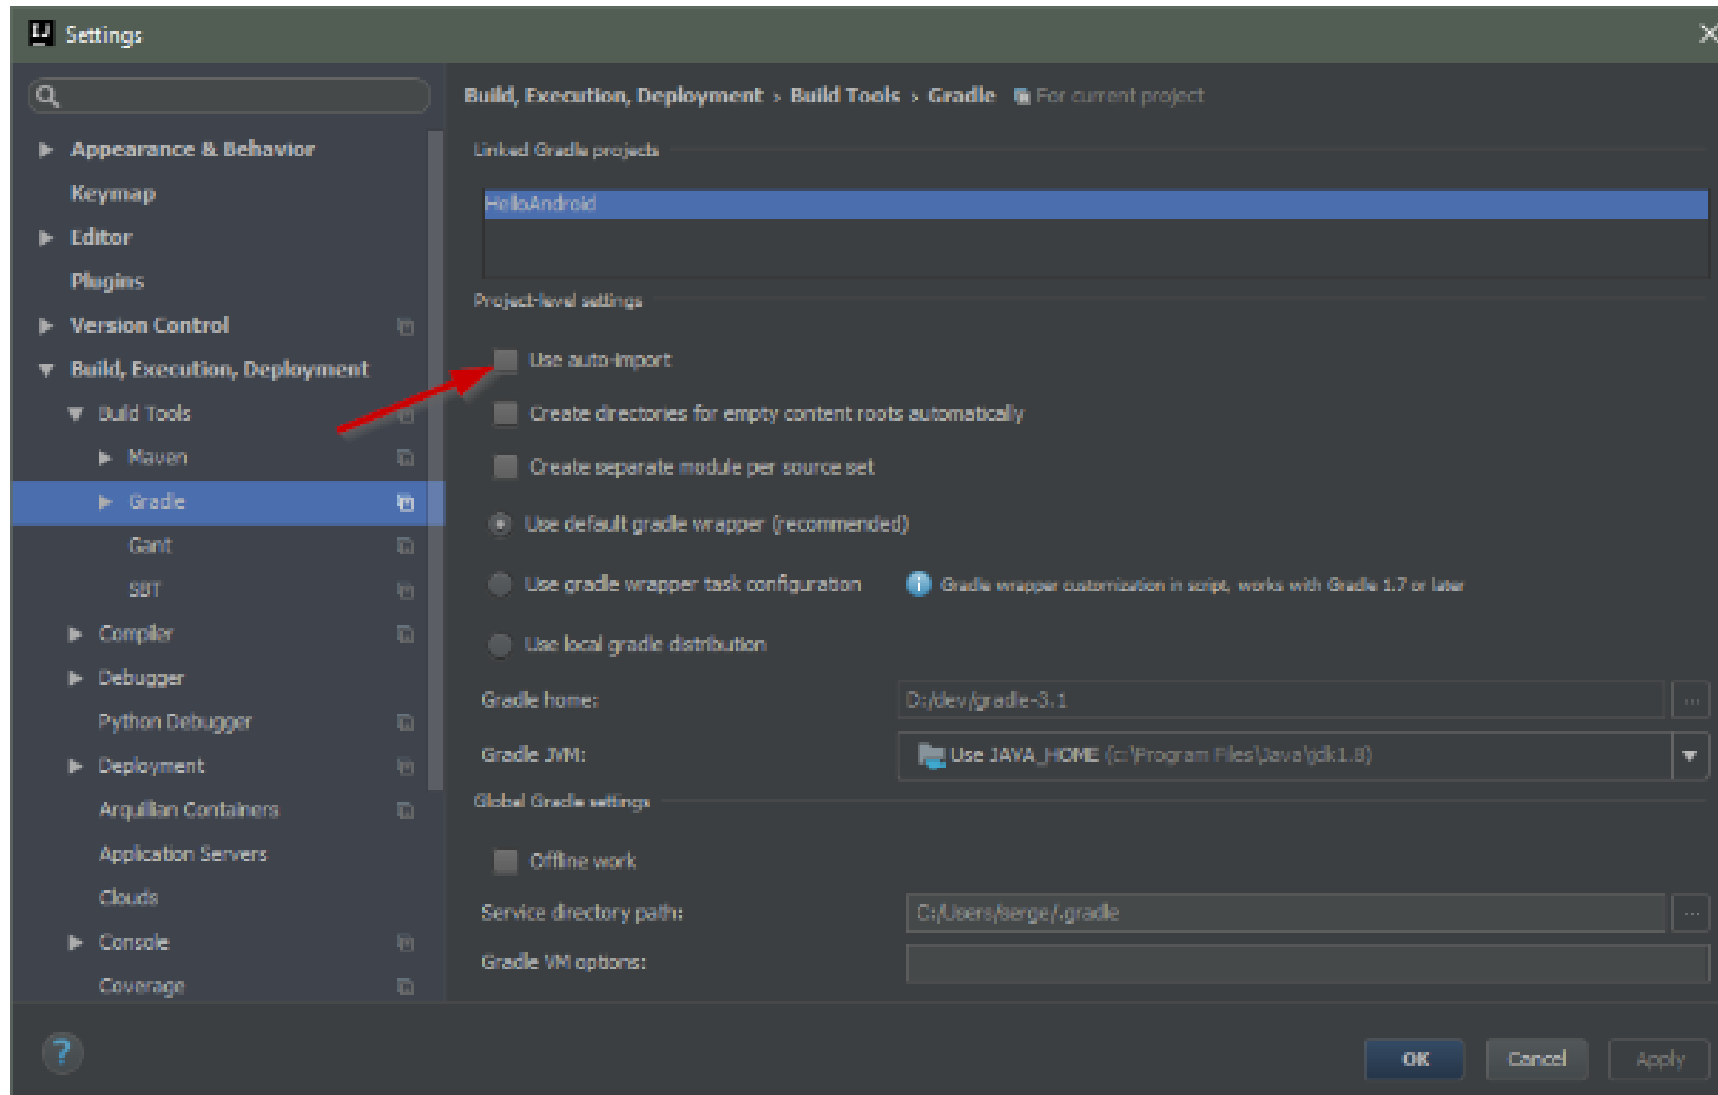 Settings
Build, Execution, Deployment › Build Tools › Gradle For current project
Appearance & Behavior
Keymap
Editor
Plugins
Version Control
Build, Execution, Deployment
Build Tools
Maven
Gradle
Gant
SBT
Compiler
Debugger
Python Debugger
Deployment
Arquillian Containers
Application Servers
Clouds
Console
Coverage
Linked Gradle projects
HelloAndroid
Project-level settings
Use auto-import
Create directories for empty content roots automatically
Create separate module per source set
Use default gradle wrapper (recommended)
Use gradle wrapper task configuration
Gradle wrapper customization in script, works with Gradle 1.7 or later
Use local gradle distribution
Gradle home: D:/dev/gradle-3.1 ...
Gradle JVM: Use JAVA_HOME (c:\Program Files\Java\jdk1.8)
Global Gradle settings
Offline work
Service directory path: C:/Users/serge/.gradle ...
Gradle VM options:
? OK Cancel Apply